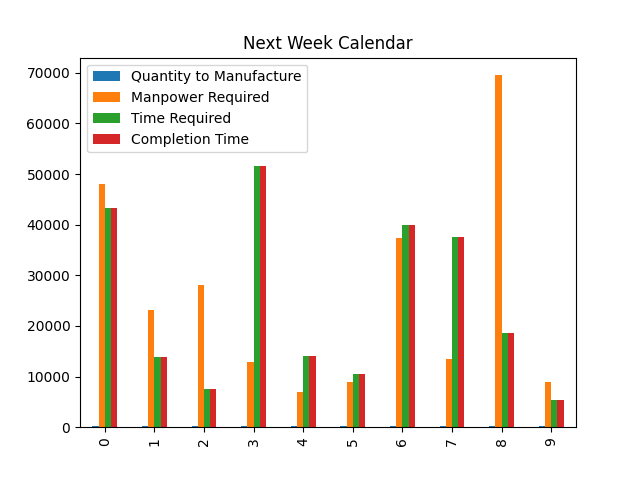 Next Week Calendar
Quantity to Manufacture
Manpower Required
Time Required
Completion Time
70000
60000
50000
40000
30000
20000
10000
0
0 1 2 3 4 5 6 7 8 9